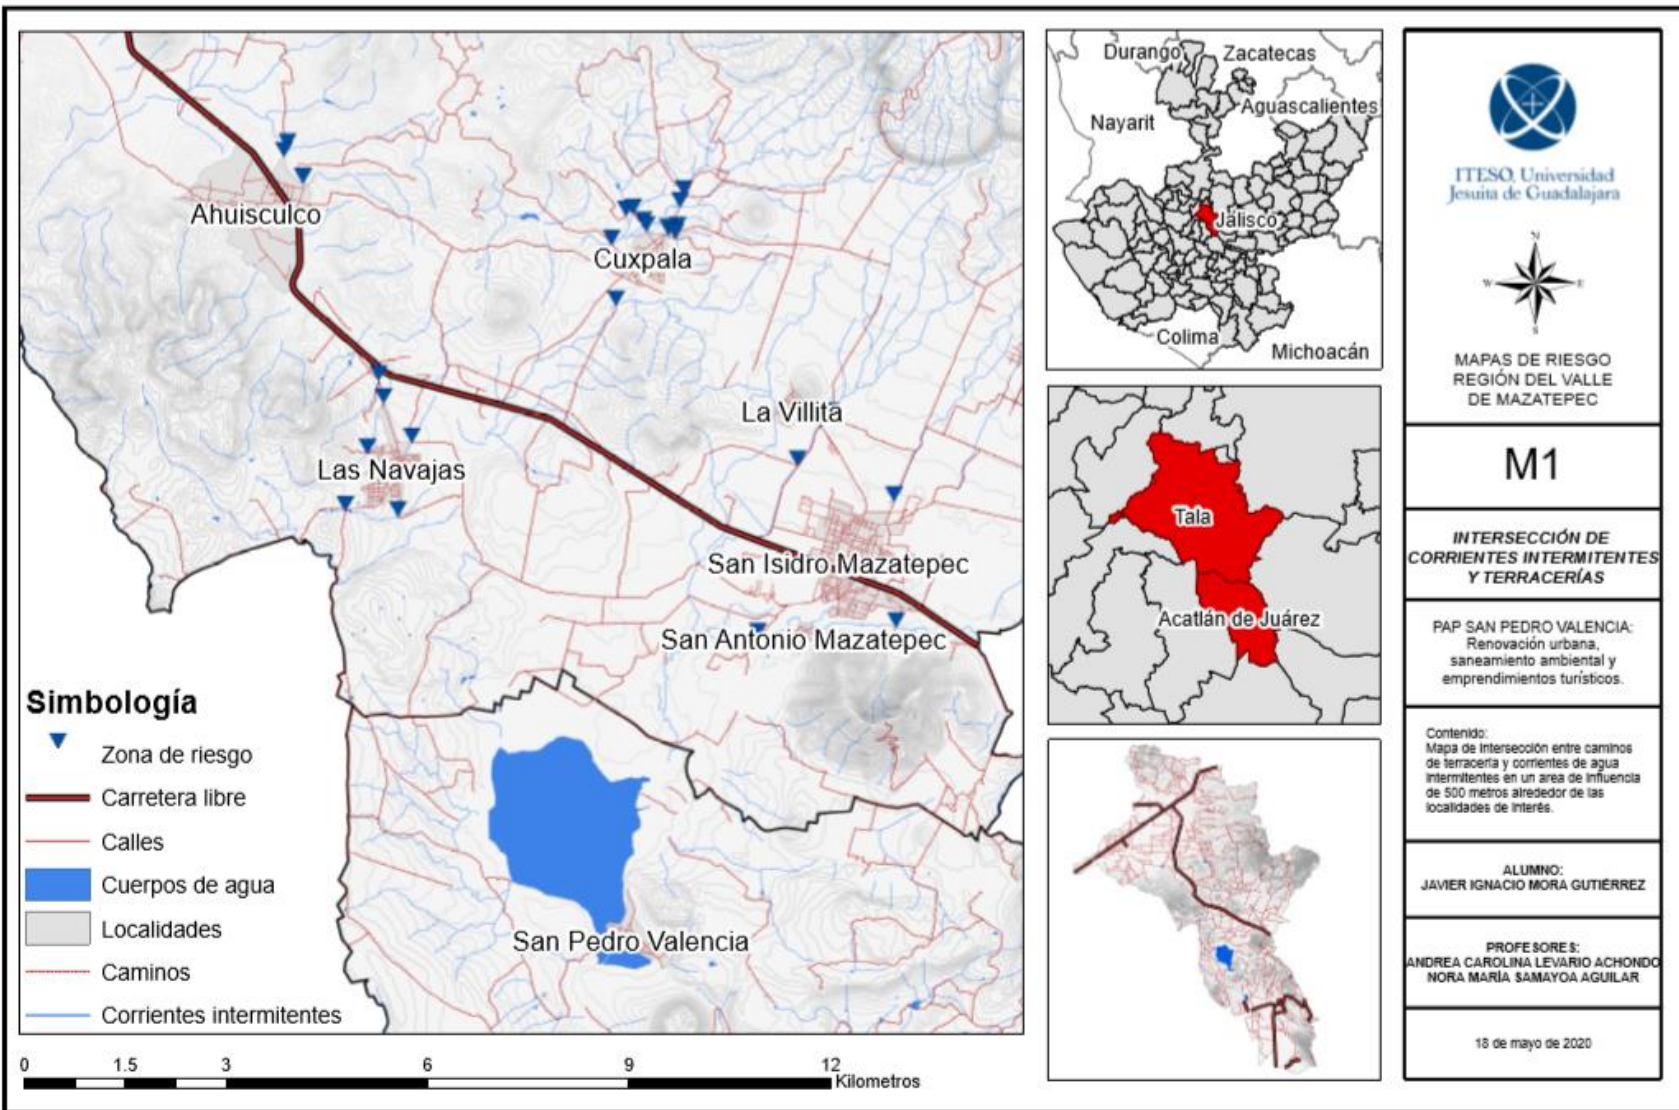 Ahuisculco
Cuxpala
La Villita
Las Navajas
San Isidro Mazatepec
San Antonio Mazatepec
San Pedro Valencia
Simbología
Zona de riesgo
Carretera libre
Calles
Cuerpos de agua
Localidades
Caminos
Corrientes intermitentes
0 1.5 3 6 9 12
Kilometros
Durango
Zacatecas
Aguascalientes
Nayarit
Jalisco
Colima
Michoacán
Tala
Acatlán de Juárez
ITESO, Universidad
Jesuita de Guadalajara
N
W E
S
MAPAS DE RIESGO
REGIÓN DEL VALLE
DE MAZATEPEC
M1
INTERSECCIÓN DE
CORRIENTES INTERMITENTES
Y TERRACERÍAS
PAP SAN PEDRO VALENCIA:
Renovación urbana,
saneamiento ambiental y
emprendimientos turísticos.
Contenido:
Mapa de intersección entre caminos
de terracería y corrientes de agua
intermitentes en un area de influencia
de 500 metros alrededor de las
localidades de interés.
ALUMNO:
JAVIER IGNACIO MORA GUTIÉRREZ
PROFESORES:
ANDREA CAROLINA LEVARIO ACHONDO
NORA MARÍA SAMAYOA AGUILAR
18 de mayo de 2020